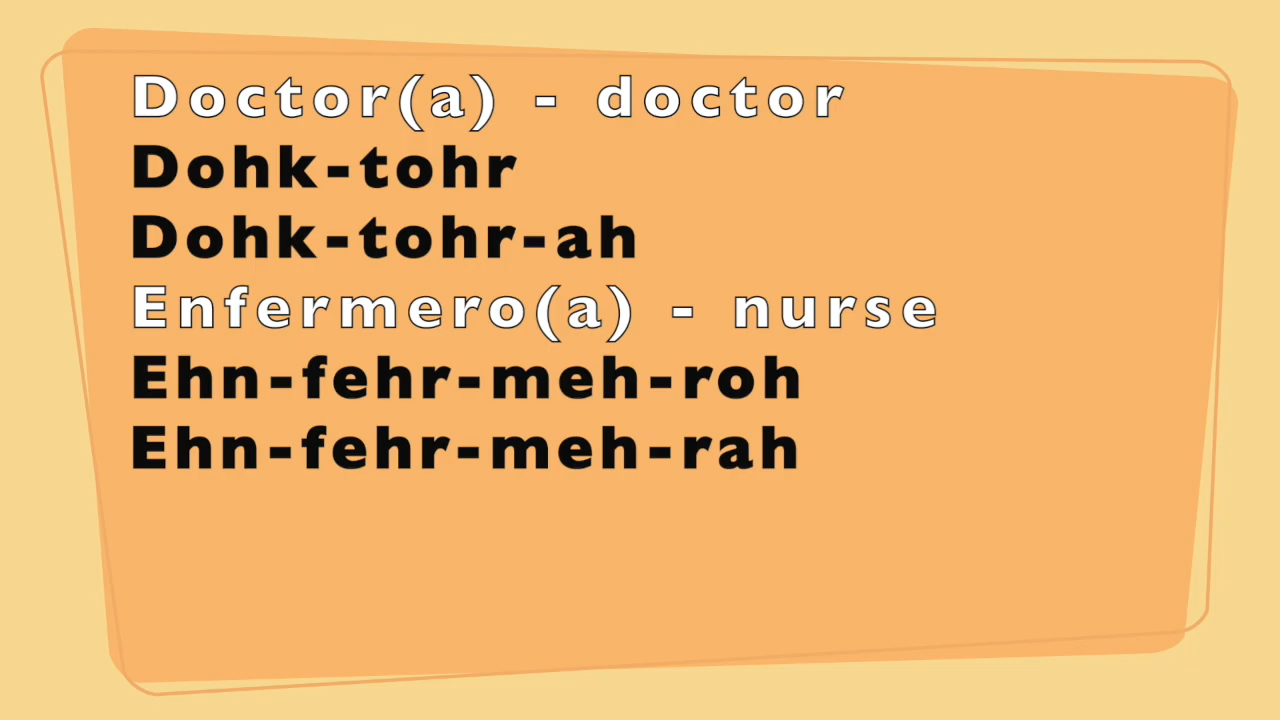 Doctor(a) - doctor
Dohk-tohr
Dohk-tohr-ah
Enfermero(a) - nurse
Ehn-fehr-meh-roh
Ehn-fehr-meh-rah